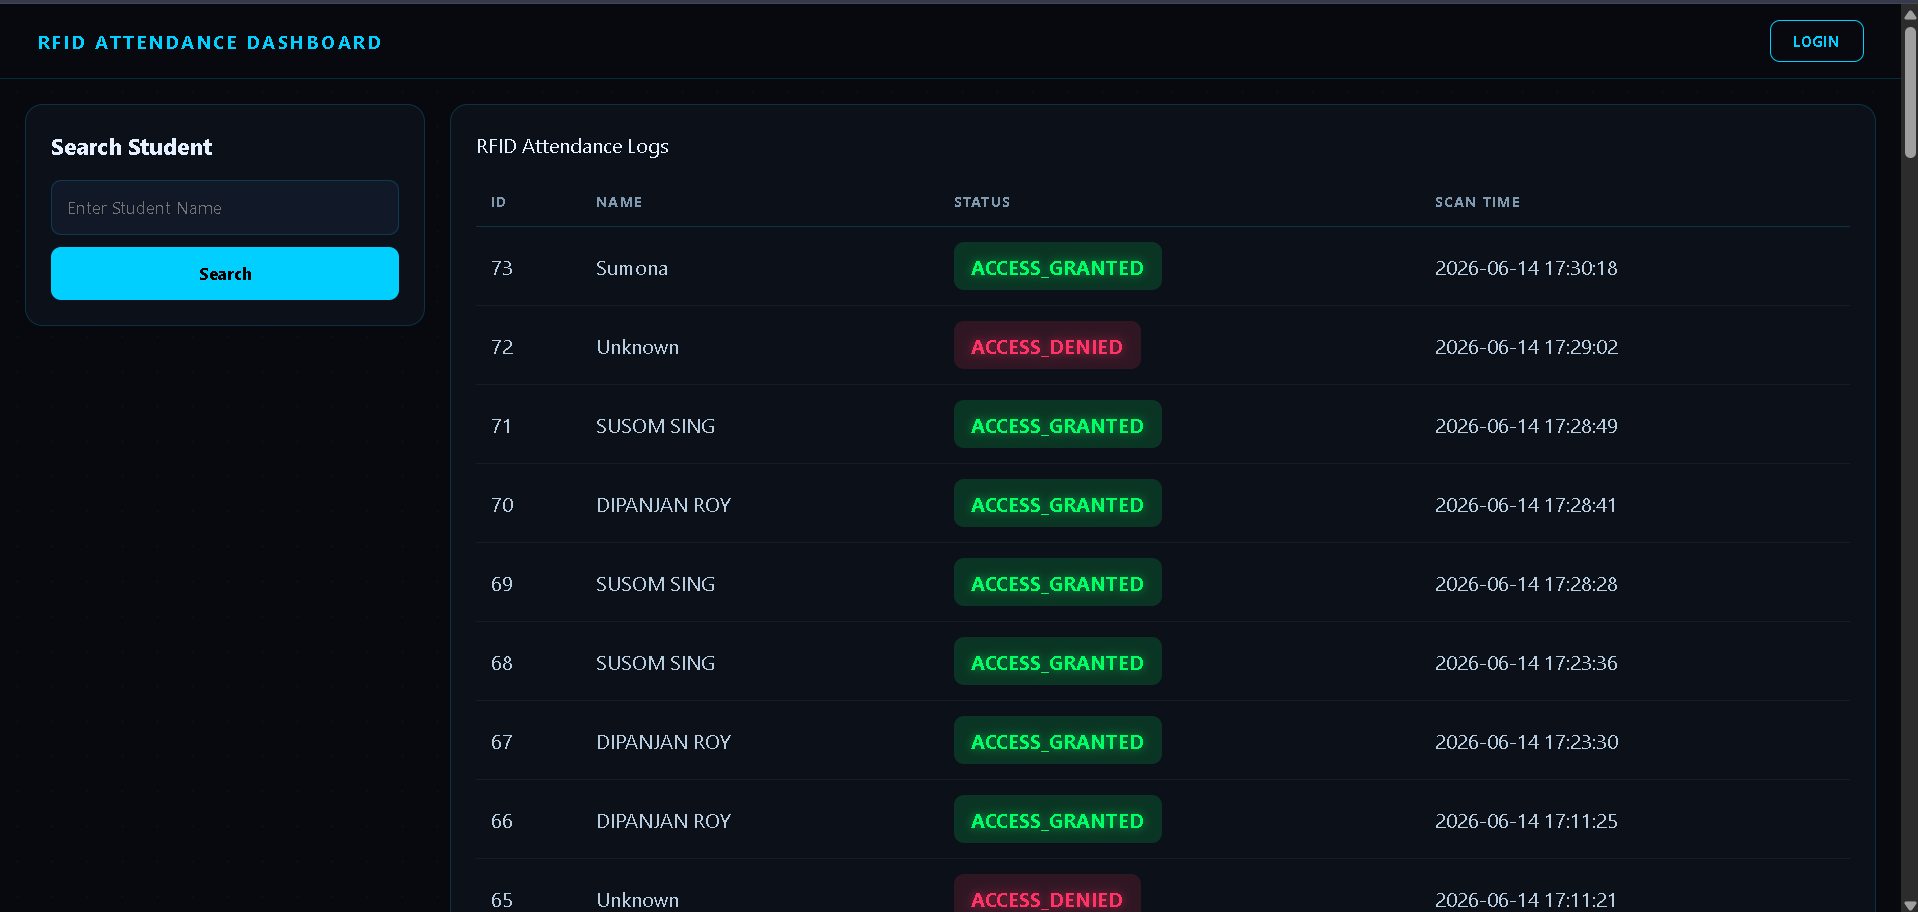 RFID ATTENDANCE DASHBOARD
LOGIN
Search Student
Enter Student Name
Search
RFID Attendance Logs
ID NAME STATUS SCAN TIME
73 Sumona ACCESS_GRANTED 2026-06-14 17:30:18
72 Unknown ACCESS_DENIED 2026-06-14 17:29:02
71 SUSOM SING ACCESS_GRANTED 2026-06-14 17:28:49
70 DIPANJAN ROY ACCESS_GRANTED 2026-06-14 17:28:41
69 SUSOM SING ACCESS_GRANTED 2026-06-14 17:28:28
68 SUSOM SING ACCESS_GRANTED 2026-06-14 17:23:36
67 DIPANJAN ROY ACCESS_GRANTED 2026-06-14 17:23:30
66 DIPANJAN ROY ACCESS_GRANTED 2026-06-14 17:11:25
65 Unknown ACCESS_DENIED 2026-06-14 17:11:21